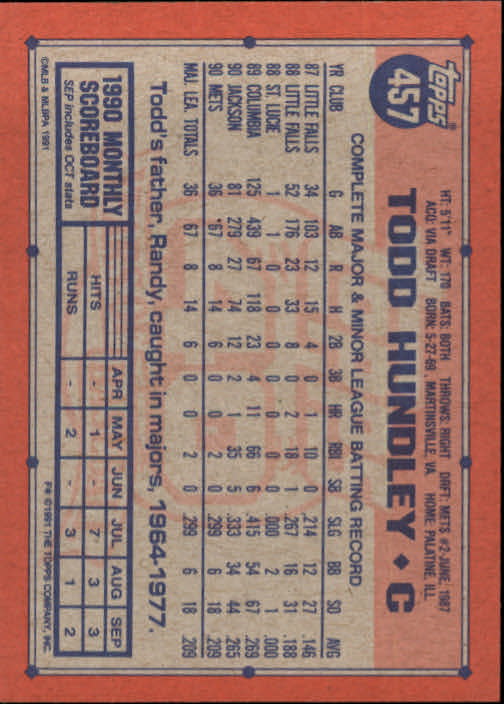 TOPPS®
457
TODD HUNDLEY ◆ C
HT: 5'11" WT: 170 BATS: BOTH THROWS: RIGHT DRFT: METS #2-JUNE, 1987
ACQ: VIA DRAFT BORN: 5-27-69, MARTINSVILLE, VA. HOME: PALATINE, ILL.
COMPLETE MAJOR & MINOR LEAGUE BATTING RECORD
YR CLUB G AB R H 2B 3B HR RBI SB SLG BB SO AVG
87 LITTLE FALLS 34 103 12 15 4 0 1 10 0 .214 12 27 .146
88 LITTLE FALLS 52 176 23 33 8 0 2 18 1 .267 16 31 .188
88 ST. LUCIE 1 1 0 0 0 0 0 0 0 .000 2 1 .000
89 COLUMBIA 125 439 67 118 23 4 11 66 6 .415 54 67 .269
90 JACKSON 81 279 27 74 12 2 1 35 5 .333 34 44 .265
90 METS 36 *67 8 14 6 0 0 2 0 .299 6 18 .209
MAJ. LEA. TOTALS 36 67 8 14 6 0 0 2 0 .299 6 18 .209
Todd's father, Randy, caught in majors, 1964-1977.
1990 MONTHLY
SCOREBOARD
SEP includes OCT stats
APR MAY JUN JUL AUG SEP
HITS - 1 - 7 3 3
RUNS - 2 - 3 1 2
©MLB & MLBPA 1991
F* ©1991 THE TOPPS COMPANY, INC.